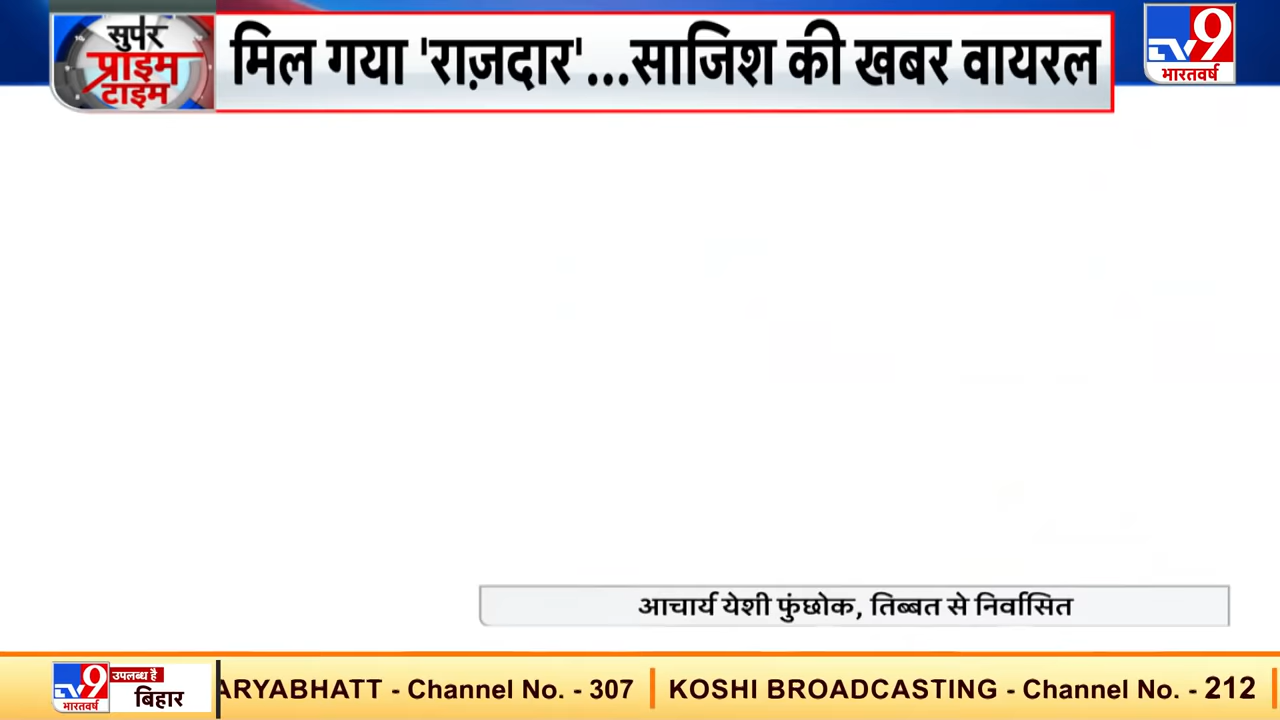 सुपर
प्राइम
टाइम
मिल गया 'राज़दार'...साजिश की खबर वायरल
TV9
भारतवर्ष
आचार्य येशी फुंछोक, तिब्बत से निर्वासित
TV9
भारतवर्ष
उपलब्ध है
बिहार
ARYABHATT - Channel No. - 307 | KOSHI BROADCASTING - Channel No. - 212